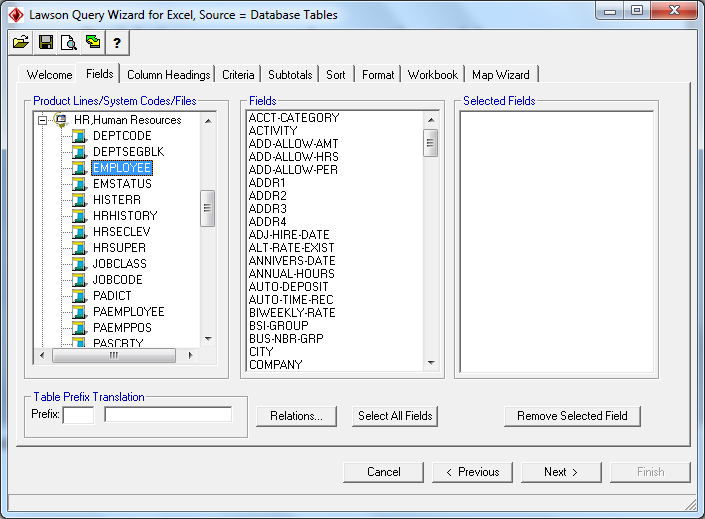 Lawson Query Wizard for Excel, Source = Database Tables
?
Welcome Fields Column Headings Criteria Subtotals Sort Format Workbook Map Wizard
Product Lines/System Codes/Files
HR,Human Resources
DEPTCODE
DEPTSEGBLK
EMPLOYEE
EMSTATUS
HISTERR
HRHISTORY
HRSECLEV
HRSUPER
JOBCLASS
JOBCODE
PADICT
PAEMPLOYEE
PAEMPPOS
PASCRTY
Fields
ACCT-CATEGORY
ACTIVITY
ADD-ALLOW-AMT
ADD-ALLOW-HRS
ADD-ALLOW-PER
ADDR1
ADDR2
ADDR3
ADDR4
ADJ-HIRE-DATE
ALT-RATE-EXIST
ANNIVERS-DATE
ANNUAL-HOURS
AUTO-DEPOSIT
AUTO-TIME-REC
BIWEEKLY-RATE
BSI-GROUP
BUS-NBR-GRP
CITY
COMPANY
Selected Fields
Table Prefix Translation
Prefix:
Relations... Select All Fields Remove Selected Field
Cancel < Previous Next > Finish